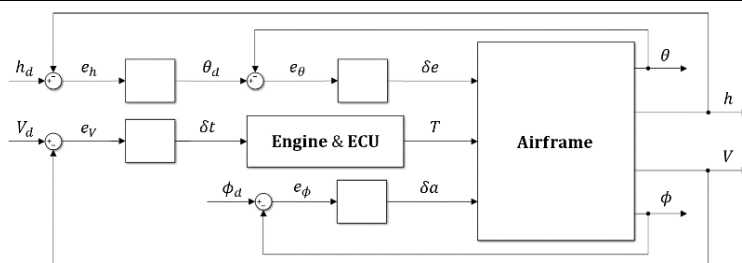 θ
h_d e_h θ_d e_θ δe
h
V_d e_V δt Engine & ECU T Airframe
V
ϕ_d e_ϕ δa ϕ